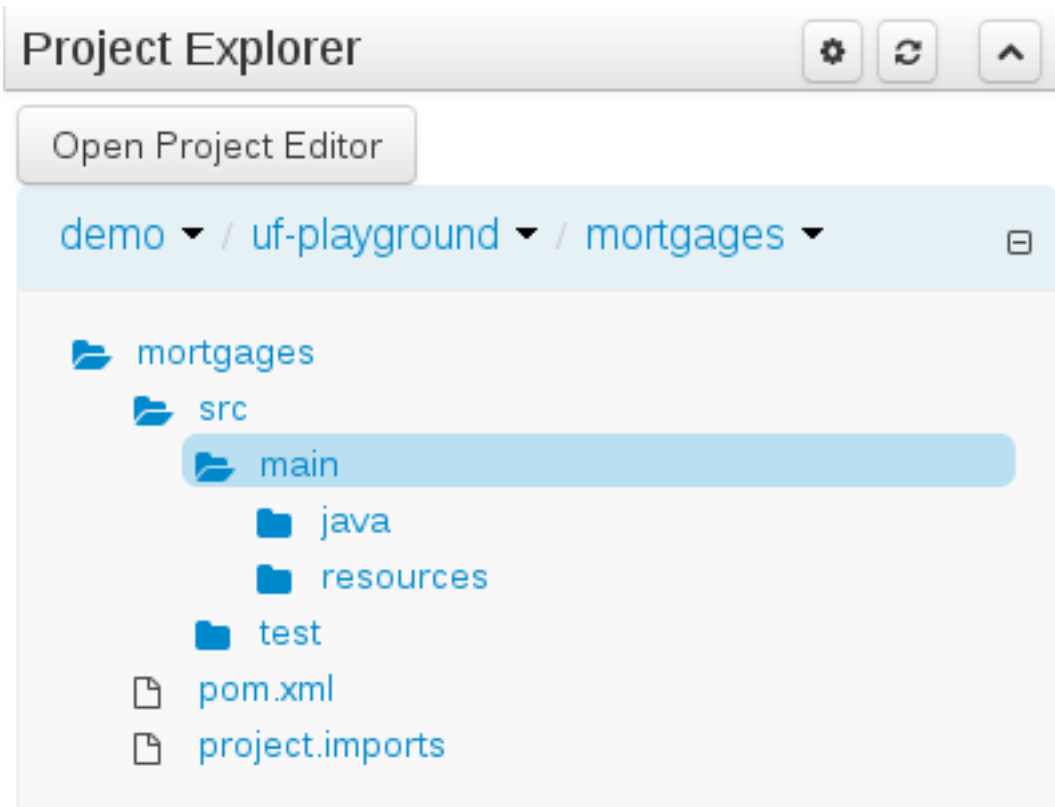 Project Explorer
Open Project Editor
demo / uf-playground / mortgages
mortgages
src
main
java
resources
test
pom.xml
project.imports